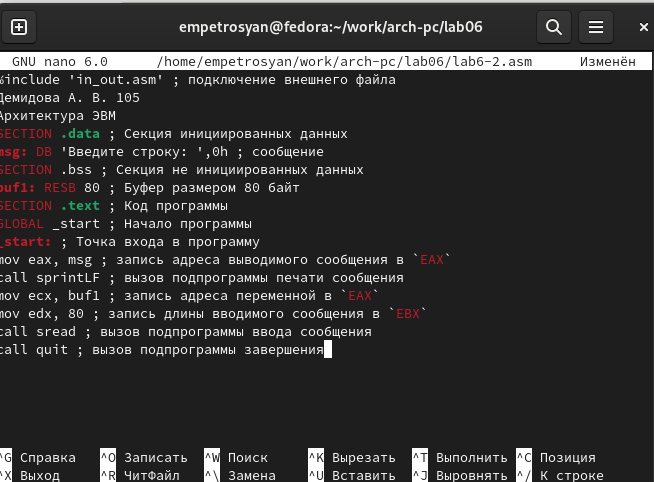 empetrosyan@fedora:~/work/arch-pc/lab06
GNU nano 6.0 /home/empetrosyan/work/arch-pc/lab06/lab6-2.asm Изменён
%include 'in_out.asm' ; подключение внешнего файла
Демидова А. В. 105
Архитектура ЭВМ
SECTION .data ; Секция инициированных данных
msg: DB 'Введите строку: ',0h ; сообщение
SECTION .bss ; Секция не инициированных данных
buf1: RESB 80 ; Буфер размером 80 байт
SECTION .text ; Код программы
GLOBAL _start ; Начало программы
_start: ; Точка входа в программу
mov eax, msg ; запись адреса выводимого сообщения в `EAX`
call sprintLF ; вызов подпрограммы печати сообщения
mov ecx, buf1 ; запись адреса переменной в `EAX`
mov edx, 80 ; запись длины вводимого сообщения в `EBX`
call sread ; вызов подпрограммы ввода сообщения
call quit ; вызов подпрограммы завершения
^G Справка ^O Записать ^W Поиск ^K Вырезать ^T Выполнить ^C Позиция
^X Выход ^R ЧитФайл ^\ Замена ^U Вставить ^J Выровнять ^/ К строке